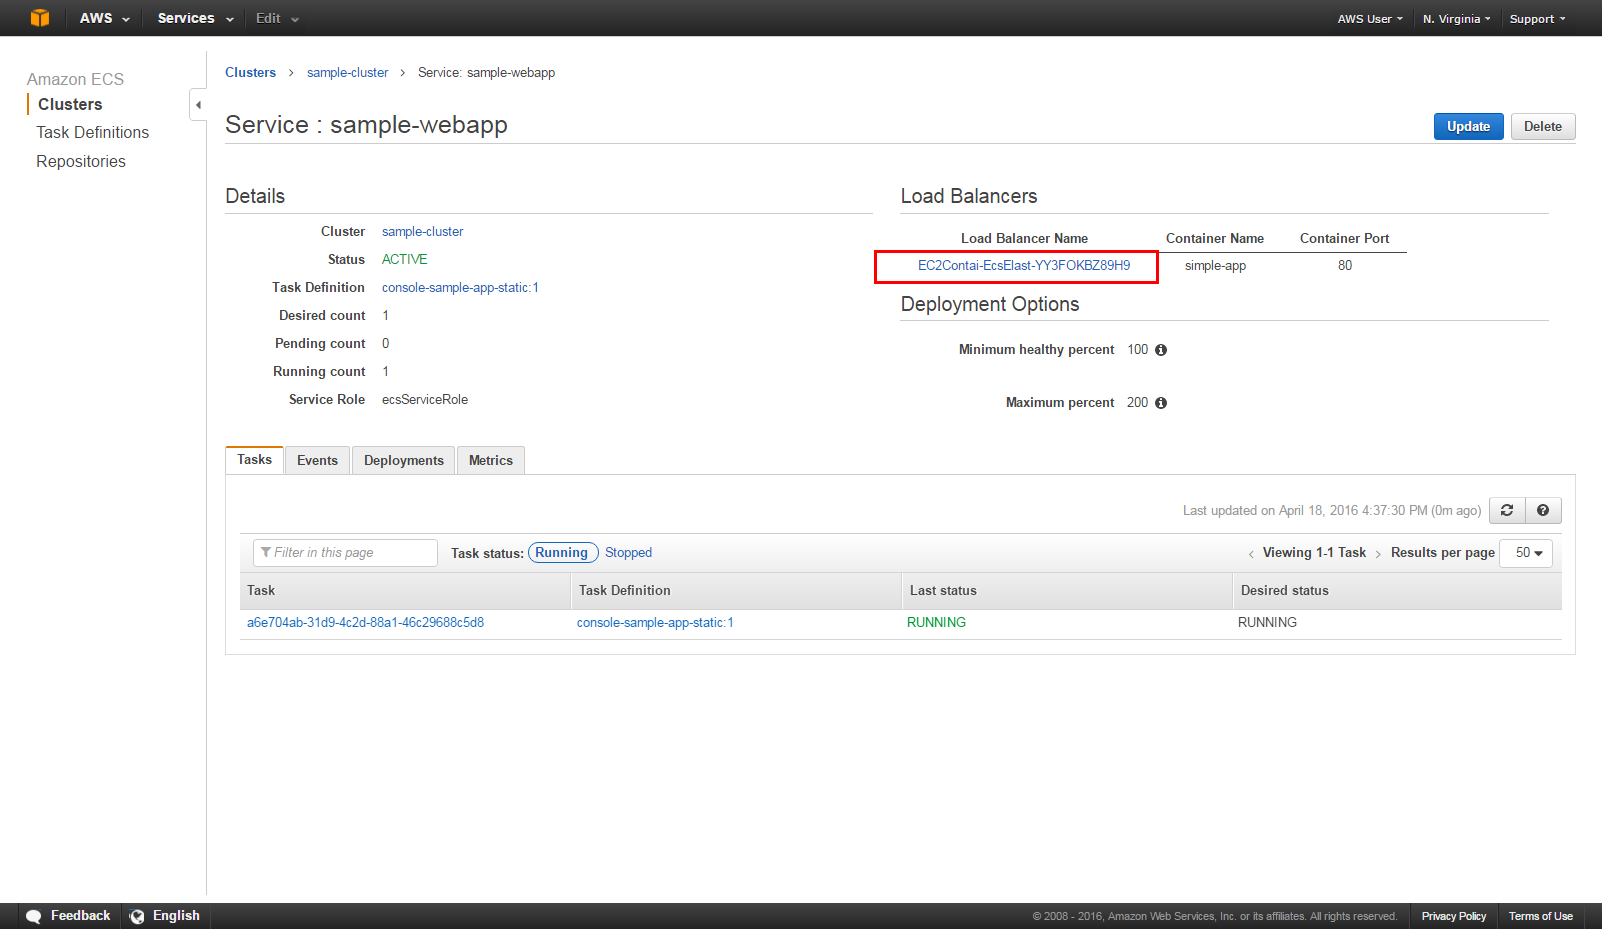 AWS Services Edit AWS User N. Virginia Support
Amazon ECS
Clusters
Task Definitions
Repositories
Clusters > sample-cluster > Service: sample-webapp
Service : sample-webapp
Update Delete
Details
Cluster sample-cluster
Status ACTIVE
Task Definition console-sample-app-static:1
Desired count 1
Pending count 0
Running count 1
Service Role ecsServiceRole
Load Balancers
Load Balancer Name Container Name Container Port
EC2Contai-EcsElast-YY3FOKBZ89H9 simple-app 80
Deployment Options
Minimum healthy percent 100
Maximum percent 200
Tasks Events Deployments Metrics
Last updated on April 18, 2016 4:37:30 PM (0m ago)
Filter in this page Task status: Running Stopped < Viewing 1-1 Task > Results per page 50
Task Task Definition Last status Desired status
a6e704ab-31d9-4c2d-88a1-46c29688c5d8 console-sample-app-static:1 RUNNING RUNNING
Feedback English © 2008 - 2016, Amazon Web Services, Inc. or its affiliates. All rights reserved. Privacy Policy Terms of Use